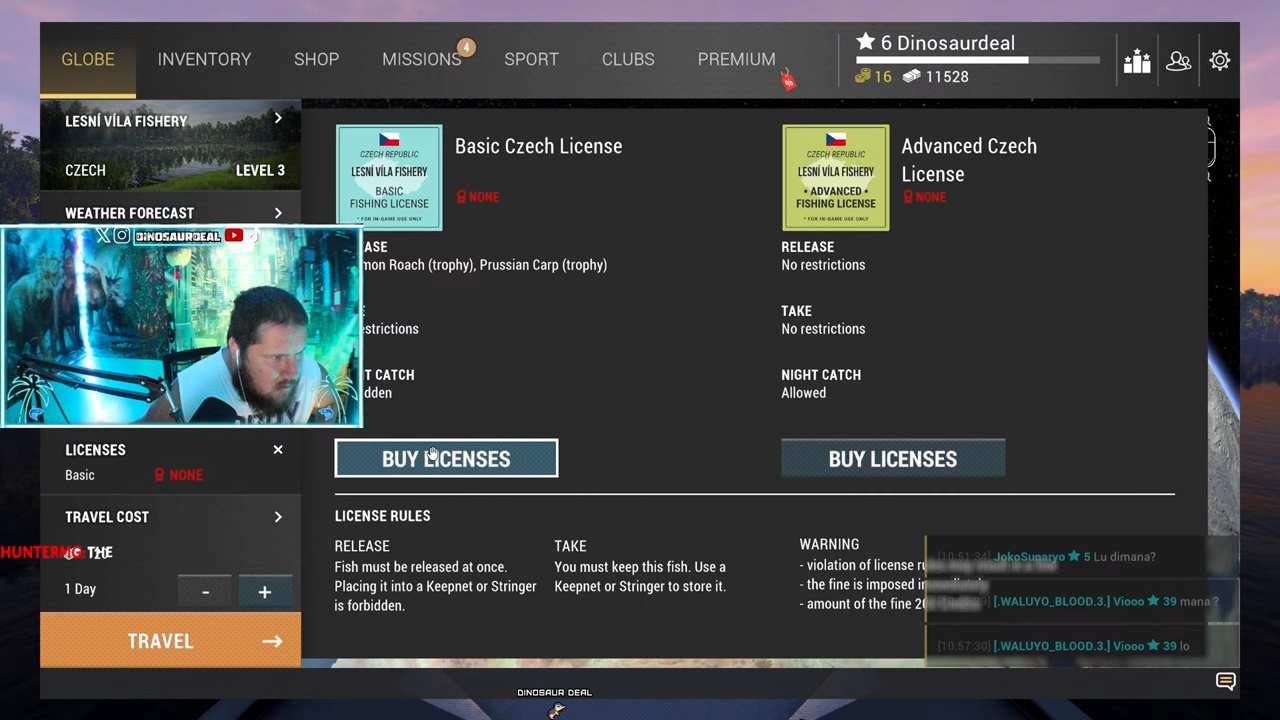 GLOBE
INVENTORY
SHOP
MISSIONS
4
SPORT
CLUBS
PREMIUM
6 Dinosaurdeal
16
11528
LESNÍ VÍLA FISHERY
CZECH
LEVEL 3
WEATHER FORECAST
CZECH REPUBLIC
LESNÍ VÍLA FISHERY
BASIC
FISHING LICENSE
* FOR IN-GAME USE ONLY
Basic Czech License
NONE
CZECH REPUBLIC
LESNÍ VÍLA FISHERY
• ADVANCED •
FISHING LICENSE
* FOR IN-GAME USE ONLY
Advanced Czech
License
NONE
DINOSAURDEAL
EASE
mon Roach (trophy), Prussian Carp (trophy)
estrictions
T CATCH
dden
RELEASE
No restrictions
TAKE
No restrictions
NIGHT CATCH
Allowed
LICENSES
Basic
NONE
BUY LICENSES
BUY LICENSES
TRAVEL COST
THE
1 Day
-
+
TRAVEL
LICENSE RULES
RELEASE
Fish must be released at once.
Placing it into a Keepnet or Stringer
is forbidden.
TAKE
You must keep this fish. Use a
Keepnet or Stringer to store it.
WARNING
- violation of license
- the fine is imposed
- amount of the fine
[10:51:34] JokoSunaryo 5 Lu dimana?
[.WALUYO_BLOOD.3.] Viooo 39 mana ?
[10:57:30] [.WALUYO_BLOOD.3.] Viooo 39 lo
DINOSAUR DEAL